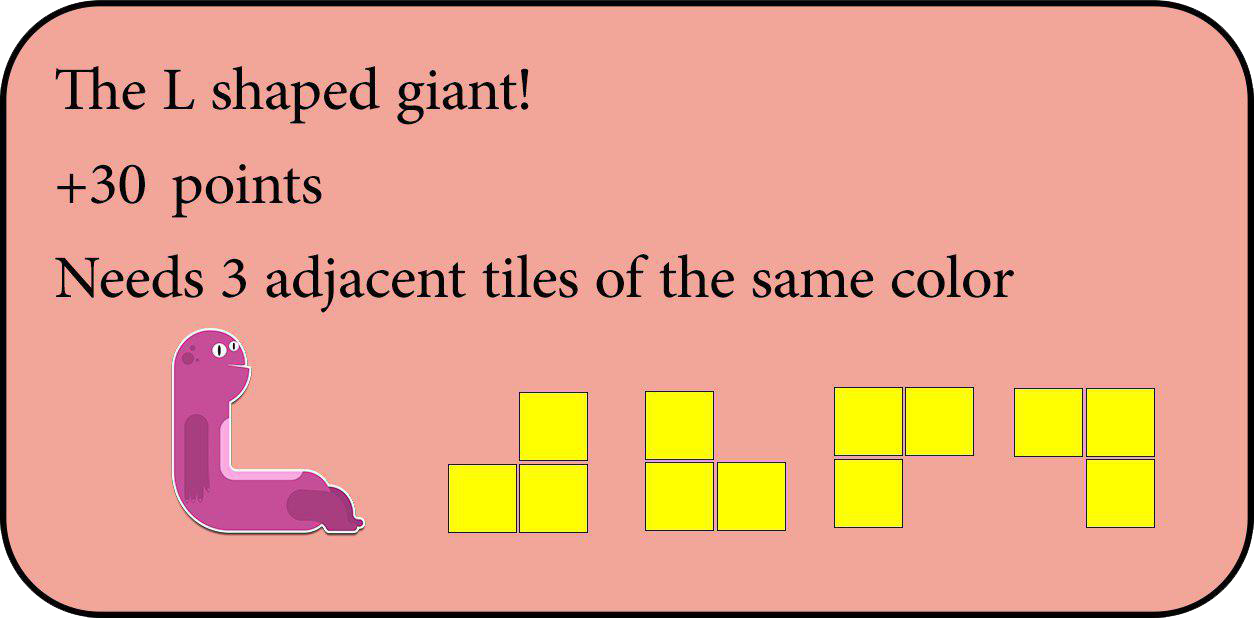 The L shaped giant!
+30 points
Needs 3 adjacent tiles of the same color